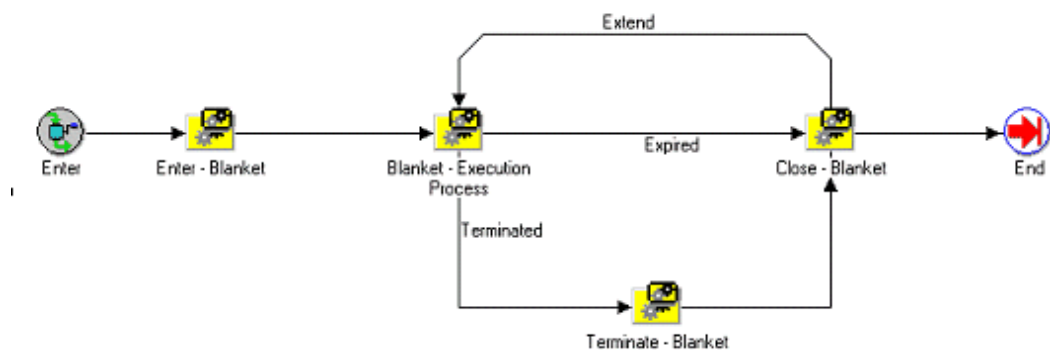 Extend
Expired
Enter
Enter - Blanket
Blanket - Execution
Process
Close - Blanket
End
Terminated
Terminate - Blanket